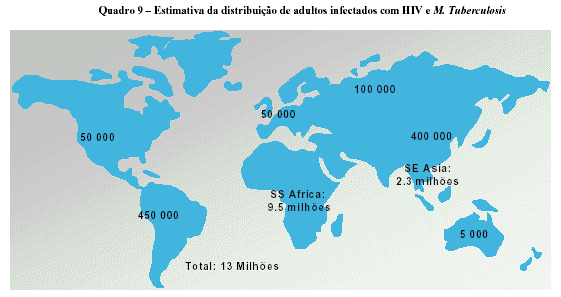 Quadro 9 – Estimativa da distribuição de adultos infectados com HIV e M. Tuberculosis
100 000
50 000
50 000
400 000
SE Asia:
2.3 milhões
SS Africa:
9.5 milhões
450 000
5 000
Total: 13 Milhões